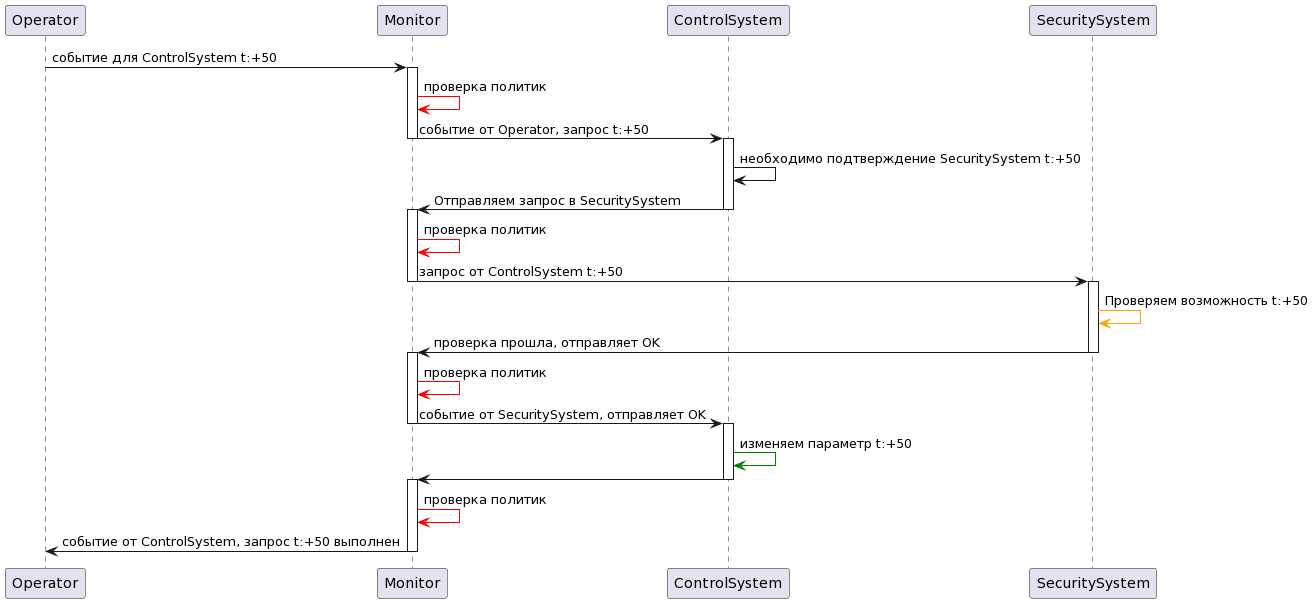 Operator Monitor ControlSystem SecuritySystem
событие для ControlSystem t:+50
проверка политик
событие от Operator, запрос t:+50
необходимо подтверждение SecuritySystem t:+50
Отправляем запрос в SecuritySystem
проверка политик
запрос от ControlSystem t:+50
Проверяем возможность t:+50
проверка прошла, отправляет OK
проверка политик
событие от SecuritySystem, отправляет OK
изменяем параметр t:+50
проверка политик
событие от ControlSystem, запрос t:+50 выполнен
Operator Monitor ControlSystem SecuritySystem